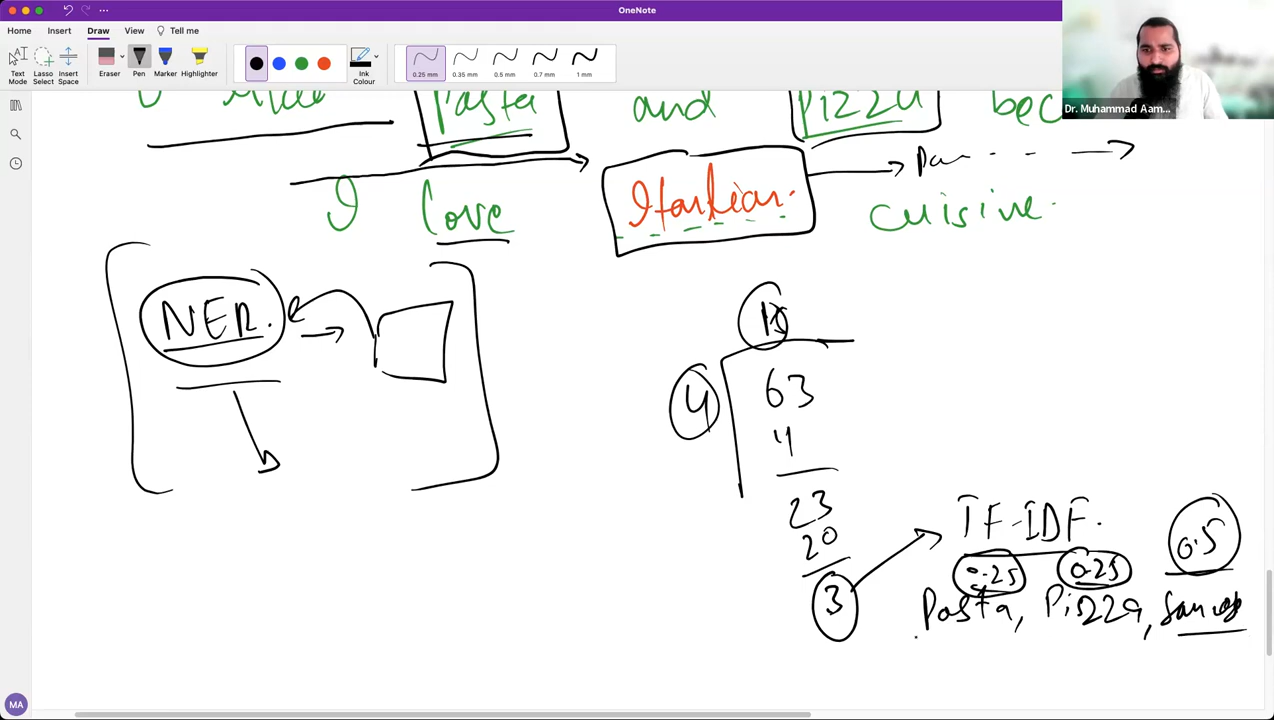 OneNote
Home Insert Draw View Tell me
Text Mode Lasso Select Insert Space Eraser Pen Marker Highlighter 0.25 mm 0.35 mm 0.5 mm 0.7 mm 1 mm Ink Colour
Dr. Muhammad Aam...
Pasta and Pizza bec
I love Italian. cuisine.
NER.
4 63
4
23
20
3
TF-IDF.
0.25 0.25 0.5
Pasta, Pizza,
MA